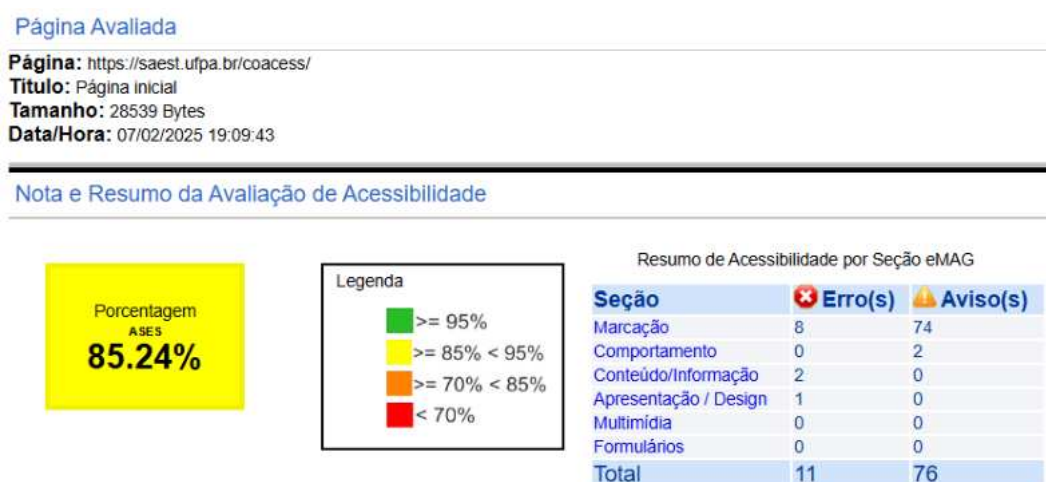 Página Avaliada
Página: https://saest.ufpa.br/coacess/
Título: Página inicial
Tamanho: 28539 Bytes
Data/Hora: 07/02/2025 19:09:43
Nota e Resumo da Avaliação de Acessibilidade
Porcentagem
ASES
85.24%
Legenda
>= 95%
>= 85% < 95%
>= 70% < 85%
< 70%
Resumo de Acessibilidade por Seção eMAG
Seção Erro(s) Aviso(s)
Marcação 8 74
Comportamento 0 2
Conteúdo/Informação 2 0
Apresentação / Design 1 0
Multimídia 0 0
Formulários 0 0
Total 11 76